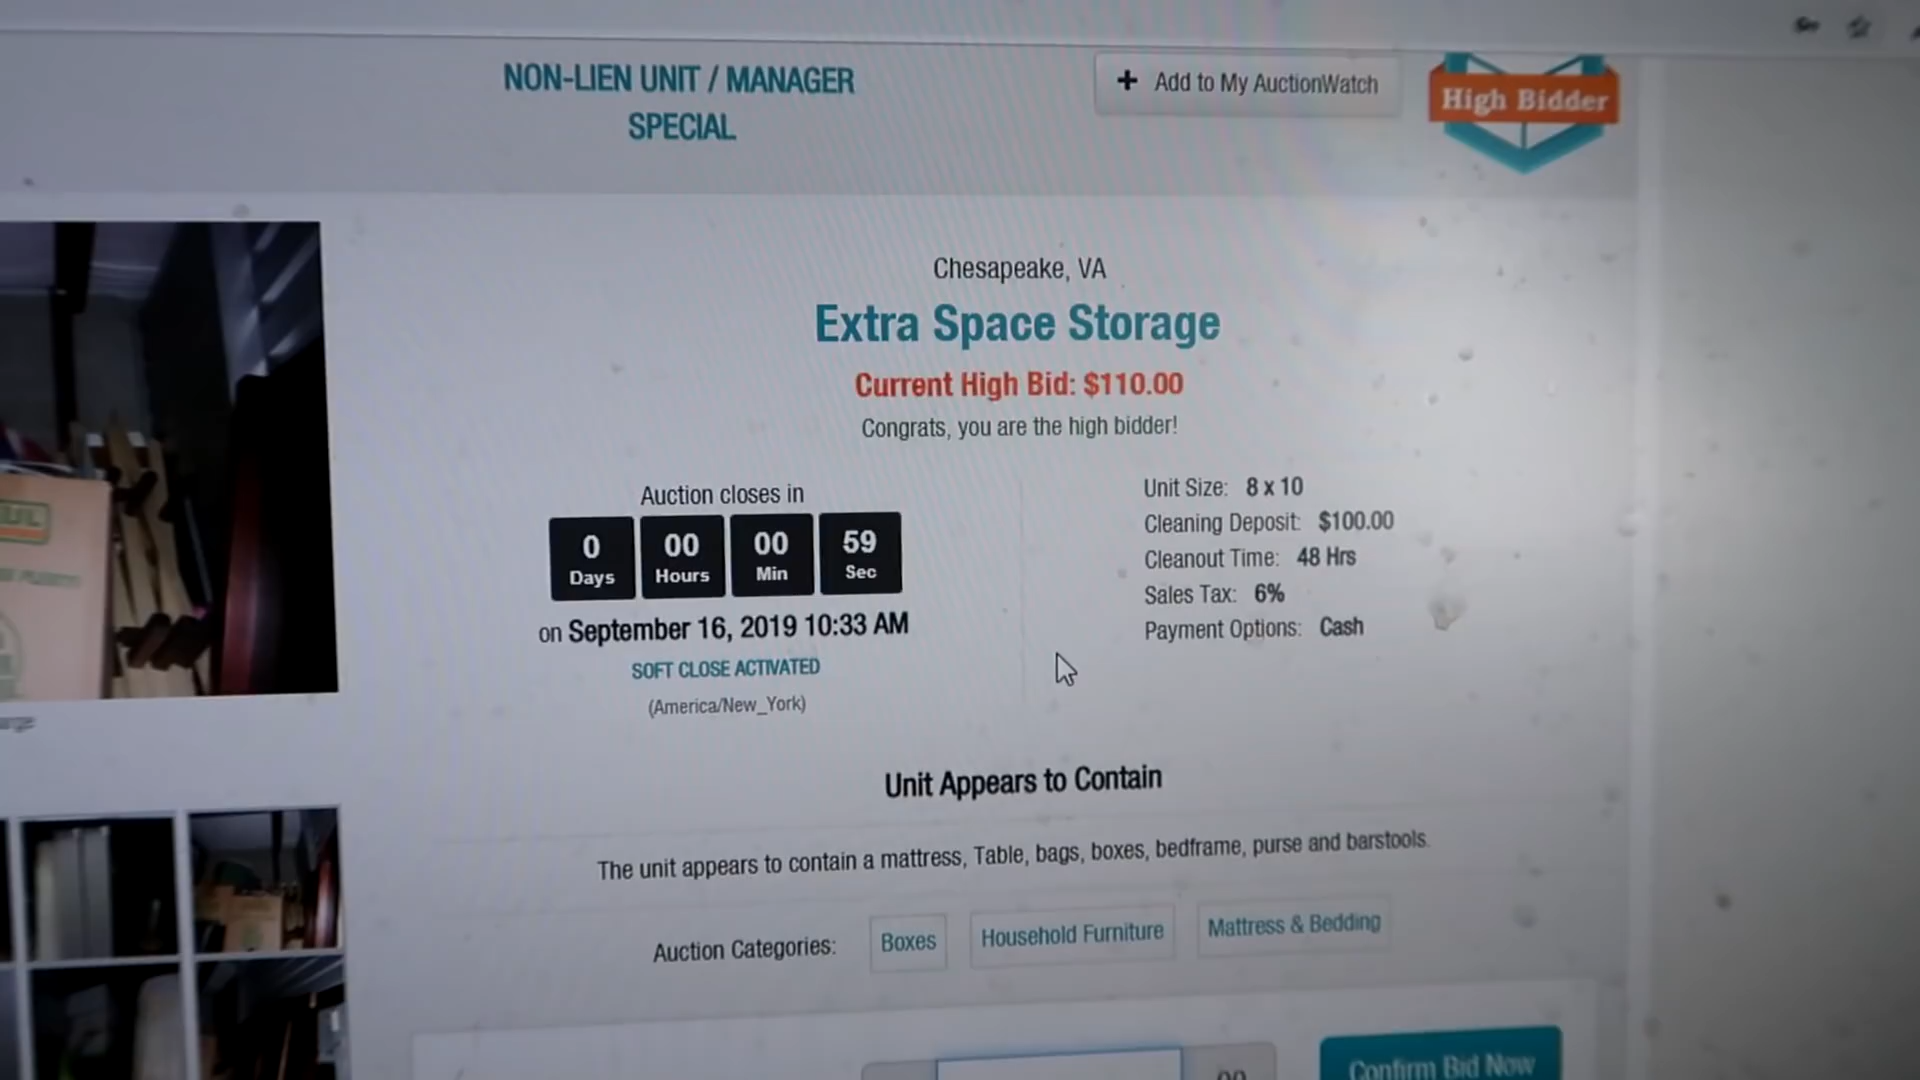 NON-LIEN UNIT / MANAGER
SPECIAL
+ Add to My AuctionWatch
High Bidder
Chesapeake, VA
Extra Space Storage
Current High Bid: $110.00
Congrats, you are the high bidder!
Auction closes in
0 Days
00 Hours
00 Min
59 Sec
on September 16, 2019 10:33 AM
SOFT CLOSE ACTIVATED
(America/New_York)
Unit Size: 8 x 10
Cleaning Deposit: $100.00
Cleanout Time: 48 Hrs
Sales Tax: 6%
Payment Options: Cash
Unit Appears to Contain
The unit appears to contain a mattress, Table, bags, boxes, bedframe, purse and barstools.
Auction Categories:
Boxes
Household Furniture
Mattress & Bedding
Confirm Bid Now